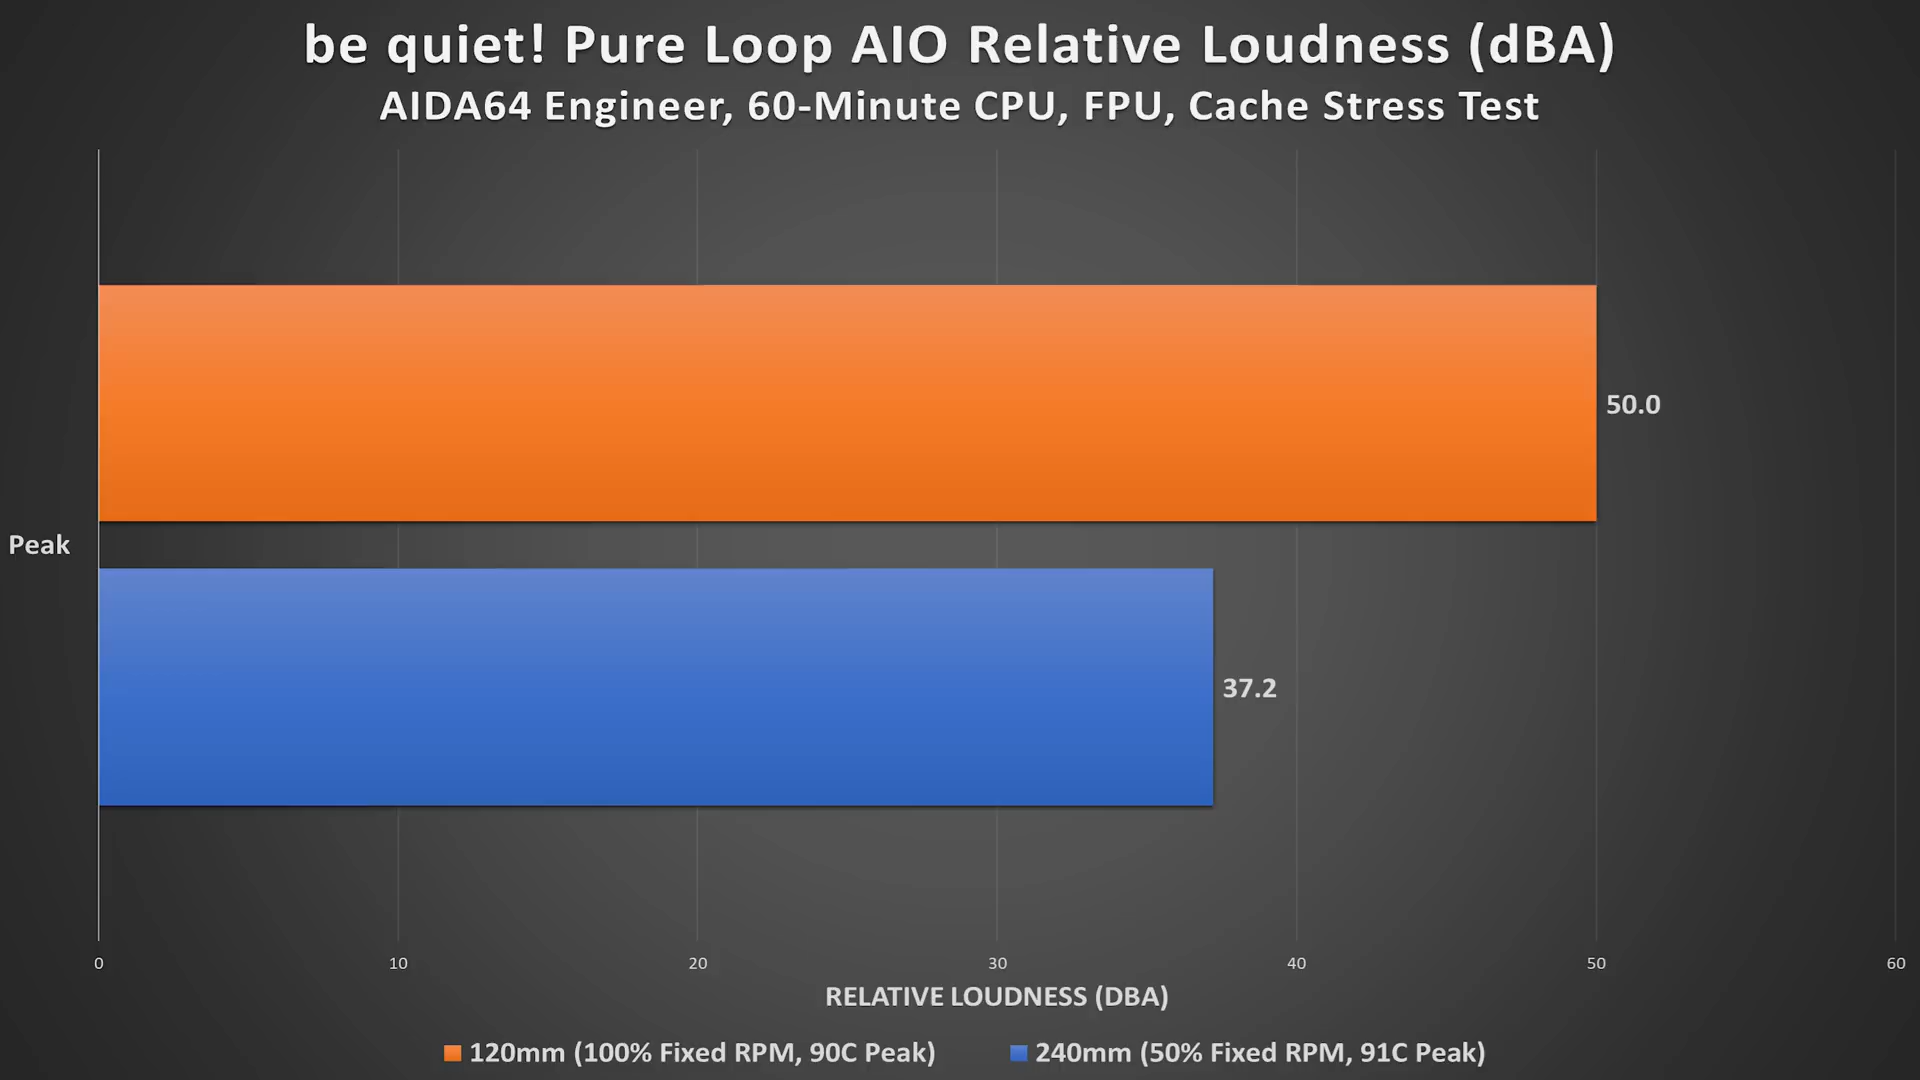 be quiet! Pure Loop AIO Relative Loudness (dBA)
AIDA64 Engineer, 60-Minute CPU, FPU, Cache Stress Test
50.0
Peak
37.2
0 10 20 30 40 50 60
RELATIVE LOUDNESS (DBA)
120mm (100% Fixed RPM, 90C Peak) 240mm (50% Fixed RPM, 91C Peak)